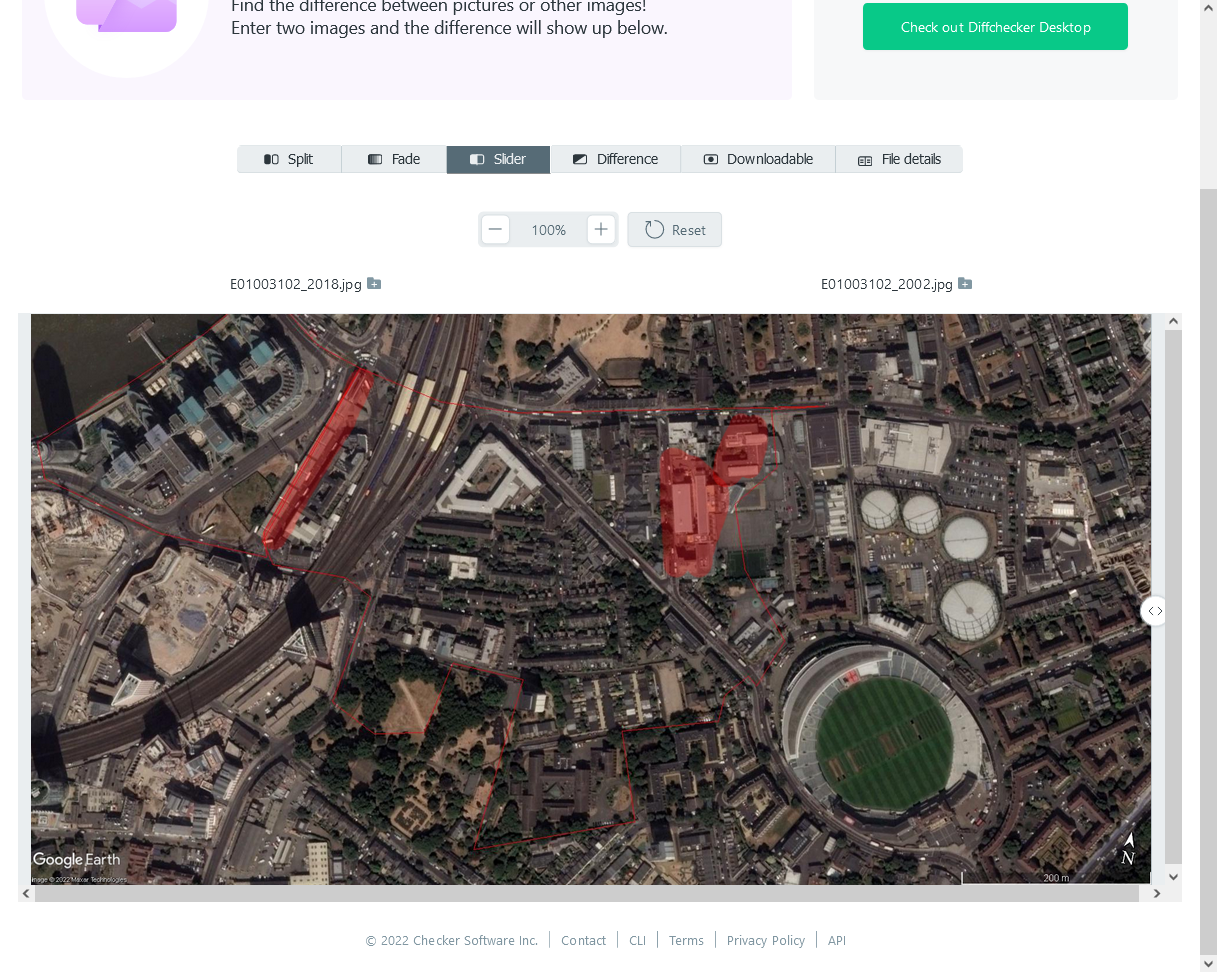 Find the difference between pictures or other images!
Enter two images and the difference will show up below.
Check out Diffchecker Desktop
Split
Fade
Slider
Difference
Downloadable
File details
100%
Reset
E01003102_2018.jpg
E01003102_2002.jpg
Google Earth
Image © 2022 Maxar Technologies
N
200 m
© 2022 Checker Software Inc.
Contact
CLI
Terms
Privacy Policy
API